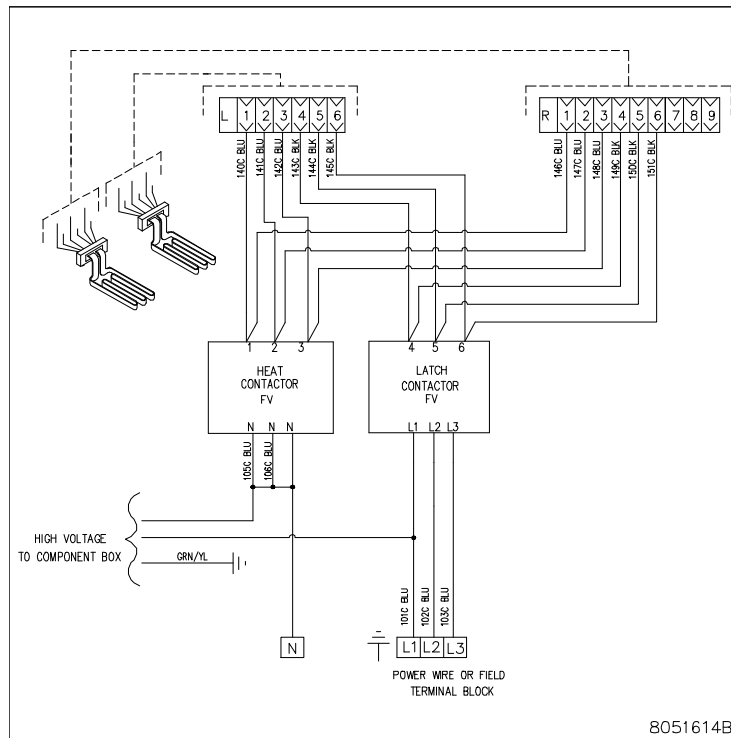 L 1 2 3 4 5 6
R 1 2 3 4 5 6 7 8 9
140C BLU
141C BLU
142C BLU
143C BLK
144C BLK
145C BLK
146C BLU
147C BLU
148C BLU
149C BLK
150C BLK
151C BLK
1 2 3
HEAT
CONTACTOR
FV
N N N
4 5 6
LATCH
CONTACTOR
FV
L1 L2 L3
105C BLU
106C BLU
HIGH VOLTAGE
TO COMPONENT BOX
GRN/YL
101C BLU
102C BLU
103C BLU
N
L1 L2 L3
POWER WIRE OR FIELD
TERMINAL BLOCK
8051614B